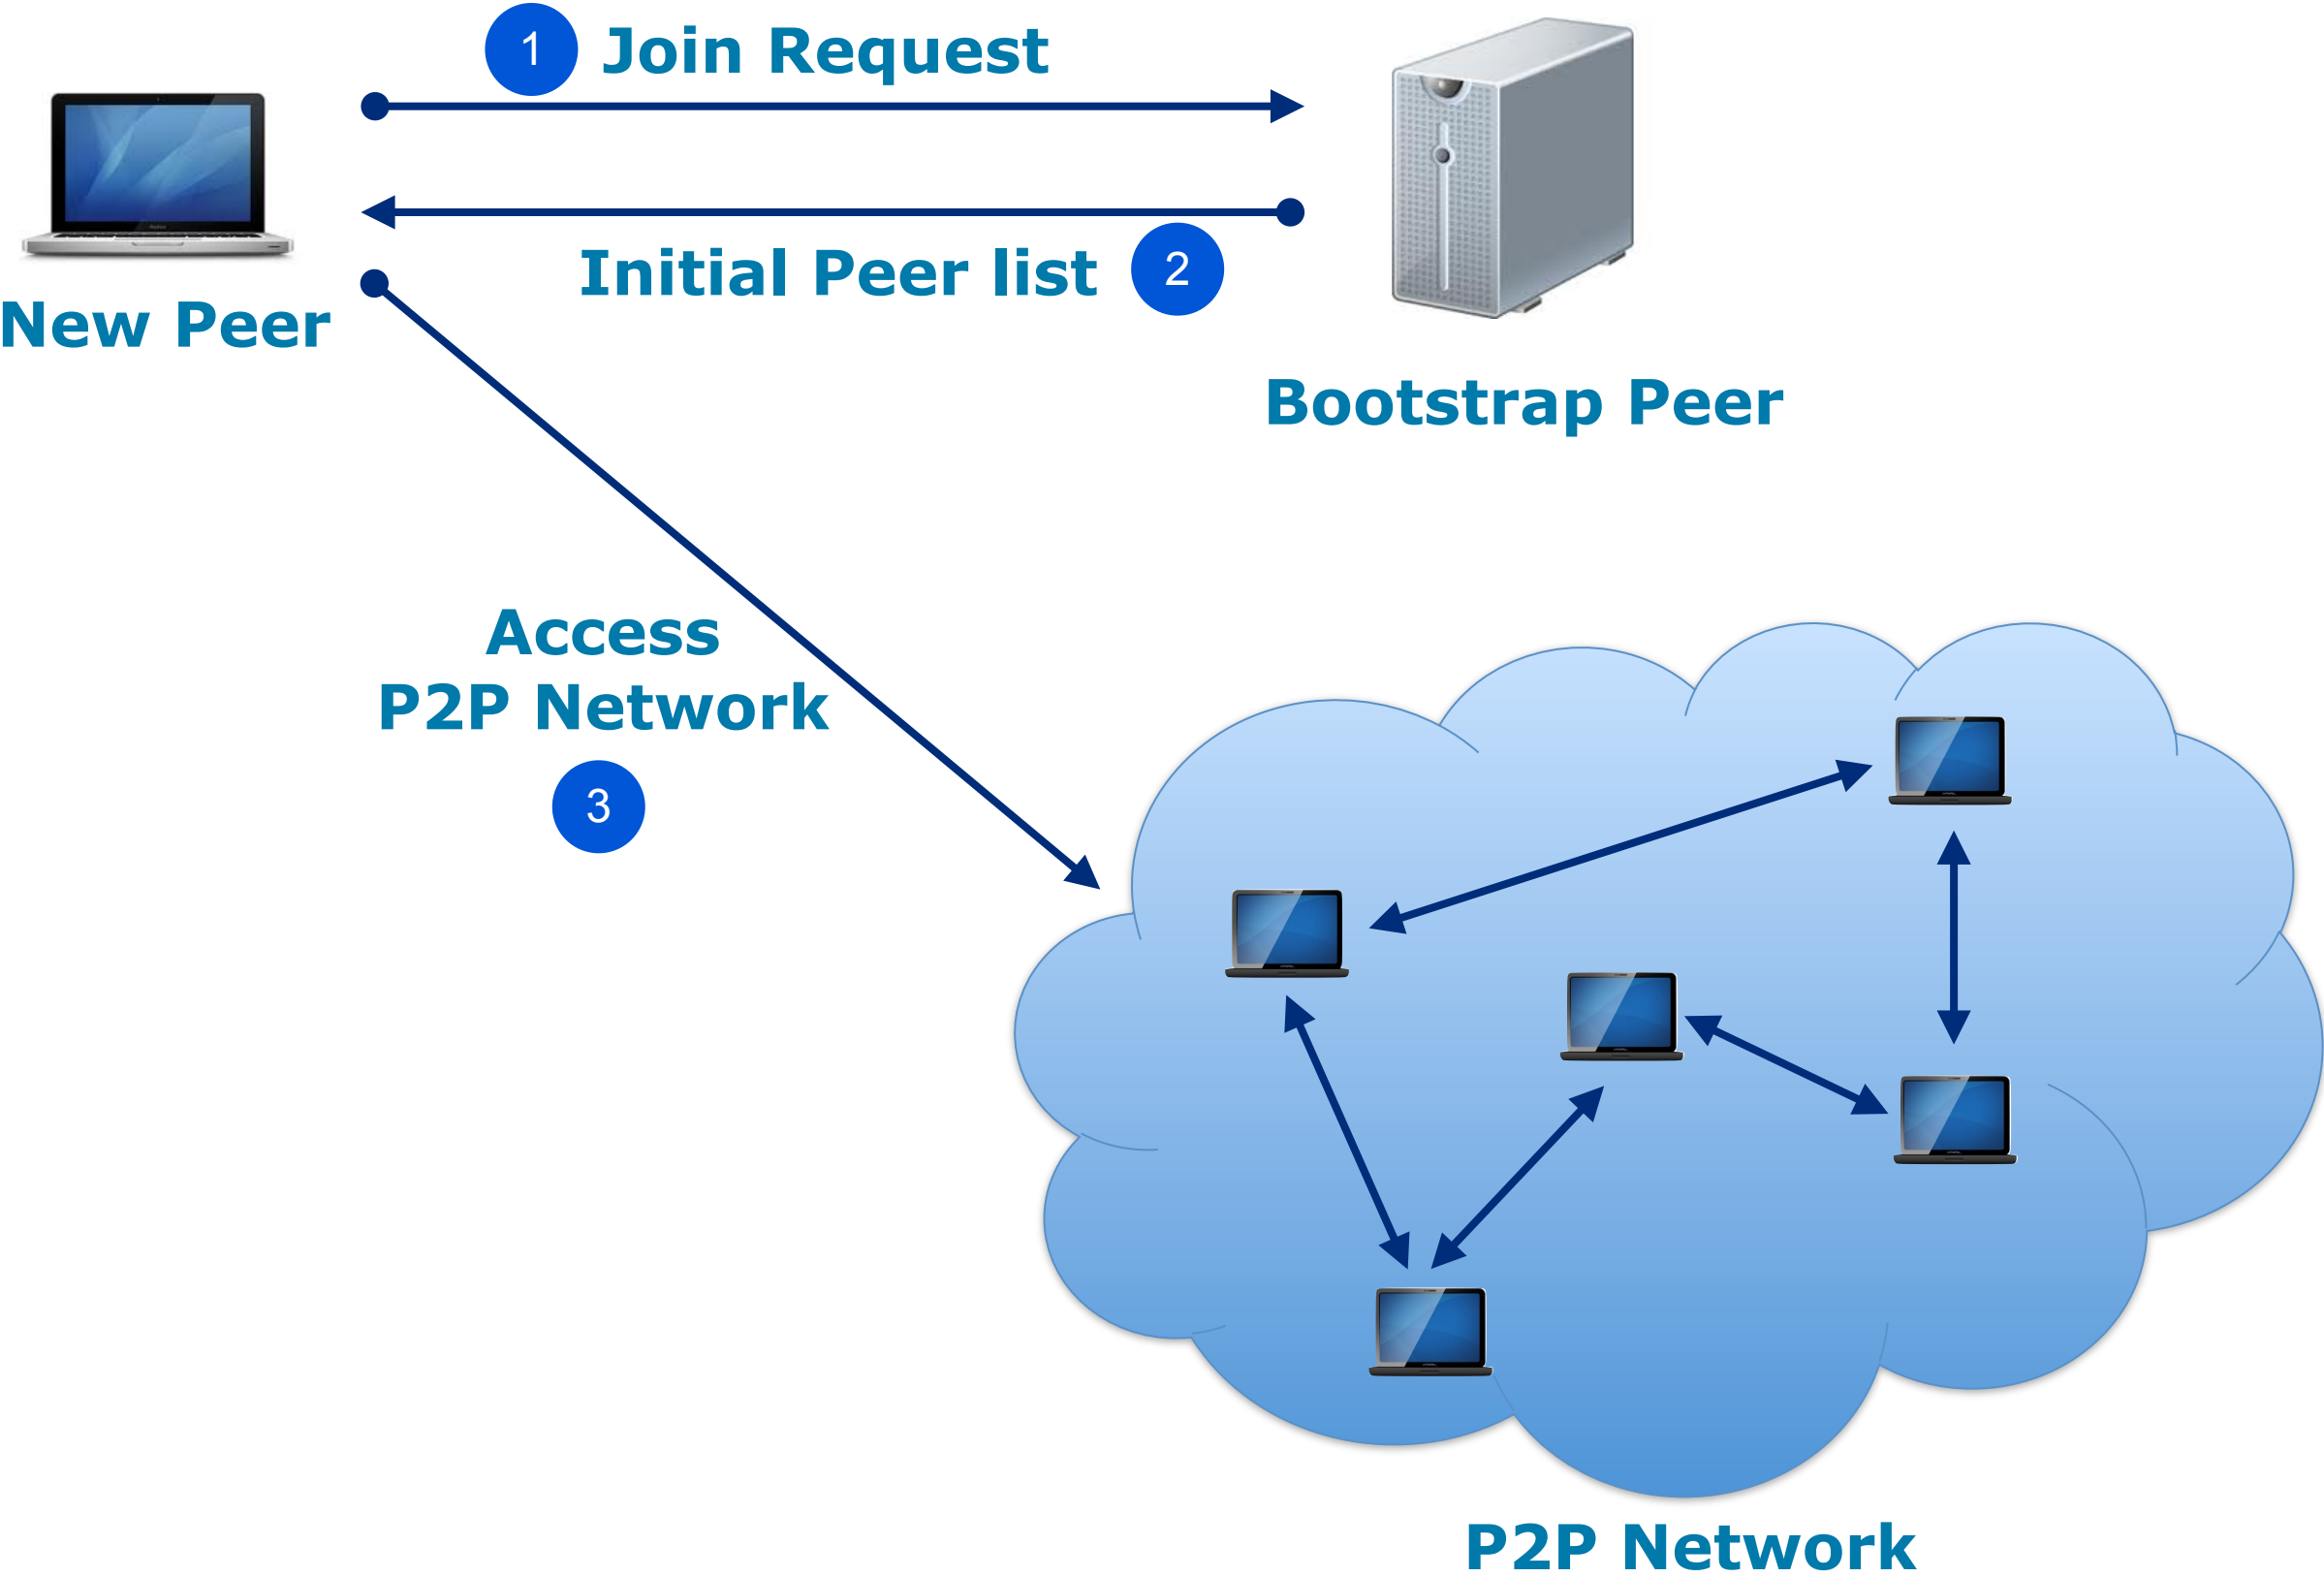 1 Join Request
Initial Peer list 2
New Peer
Bootstrap Peer
Access
P2P Network
3
P2P Network